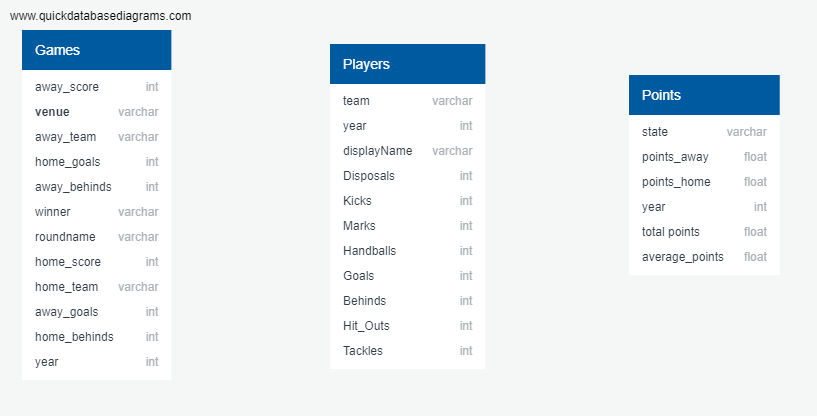 www.quickdatabasediagrams.com
Games
away_score int
venue varchar
away_team varchar
home_goals int
away_behinds int
winner varchar
roundname varchar
home_score int
home_team varchar
away_goals int
home_behinds int
year int
Players
team varchar
year int
displayName varchar
Disposals int
Kicks int
Marks int
Handballs int
Goals int
Behinds int
Hit_Outs int
Tackles int
Points
state varchar
points_away float
points_home float
year int
total points float
average_points float